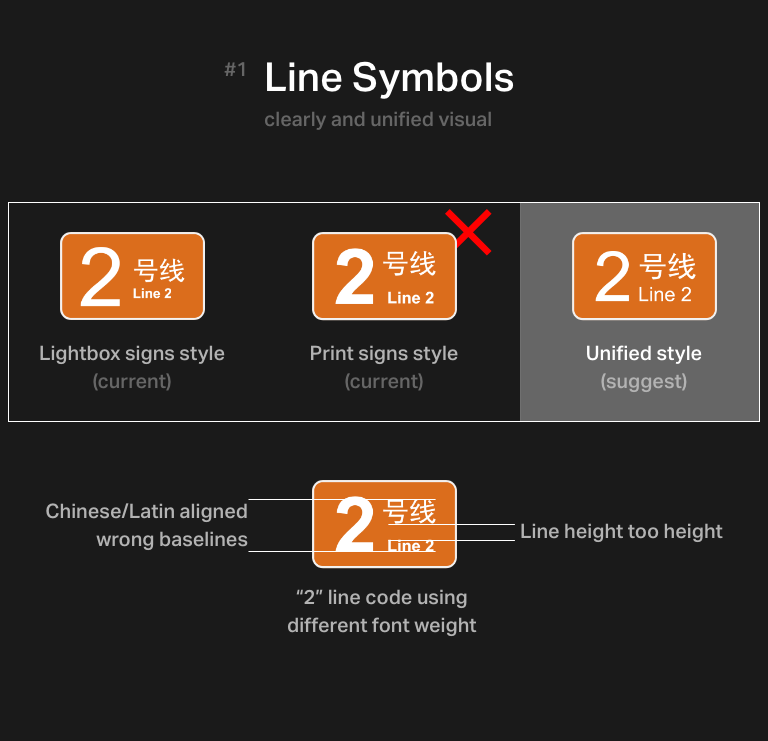 #1 Line Symbols
clearly and unified visual
2 号线
Line 2
Lightbox signs style
(current)
2 号线
Line 2
Print signs style
(current)
2 号线
Line 2
Unified style
(suggest)
Chinese/Latin aligned
wrong baselines
2 号线
Line 2
Line height too height
“2” line code using
different font weight